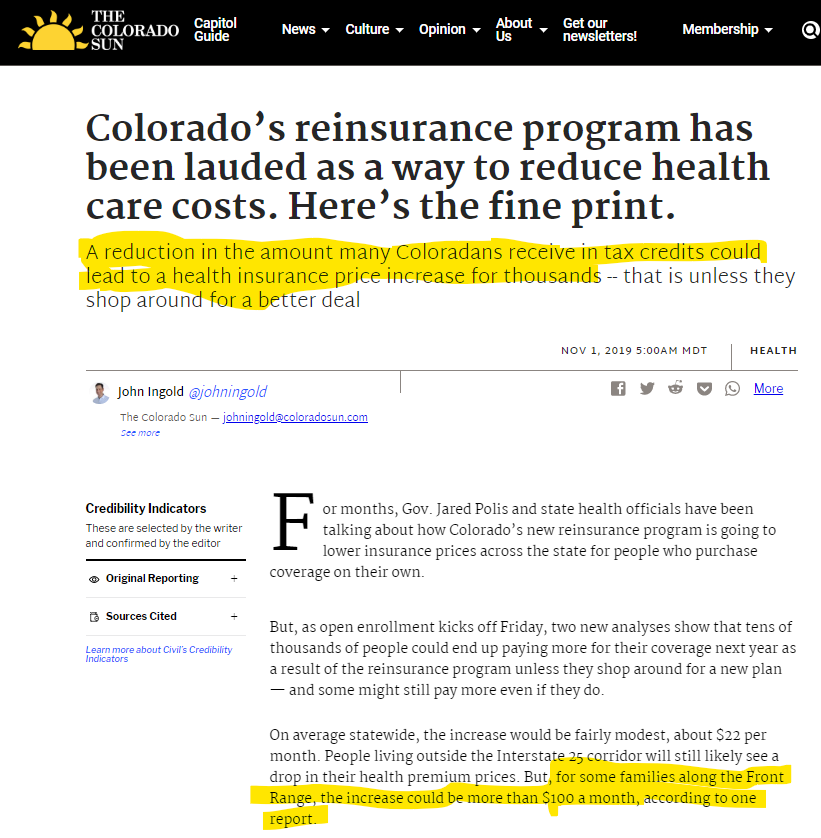 THE
COLORADO
SUN
Capitol
Guide
News
Culture
Opinion
About
Us
Get our
newsletters!
Membership
Colorado’s reinsurance program has
been lauded as a way to reduce health
care costs. Here’s the fine print.
A reduction in the amount many Coloradans receive in tax credits could
lead to a health insurance price increase for thousands -- that is unless they
shop around for a better deal
NOV 1, 2019 5:00AM MDT
HEALTH
John Ingold @johningold
The Colorado Sun — johningold@coloradosun.com
See more
More
Credibility Indicators
These are selected by the writer
and confirmed by the editor
Original Reporting +
Sources Cited +
Learn more about Civil's Credibility
Indicators
For months, Gov. Jared Polis and state health officials have been
talking about how Colorado’s new reinsurance program is going to
lower insurance prices across the state for people who purchase
coverage on their own.
But, as open enrollment kicks off Friday, two new analyses show that tens of
thousands of people could end up paying more for their coverage next year as
a result of the reinsurance program unless they shop around for a new plan
— and some might still pay more even if they do.
On average statewide, the increase would be fairly modest, about $22 per
month. People living outside the Interstate 25 corridor will still likely see a
drop in their health premium prices. But, for some families along the Front
Range, the increase could be more than $100 a month, according to one
report.